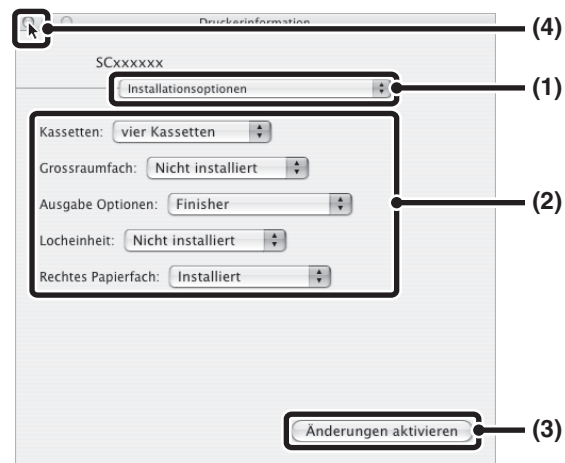 Druckerinformation
(4)
SCxxxxxx
Installationsoptionen
(1)
Kassetten: vier Kassetten
Grossraumfach: Nicht installiert
Ausgabe Optionen: Finisher
(2)
Locheinheit: Nicht installiert
Rechtes Papierfach: Installiert
Änderungen aktivieren
(3)